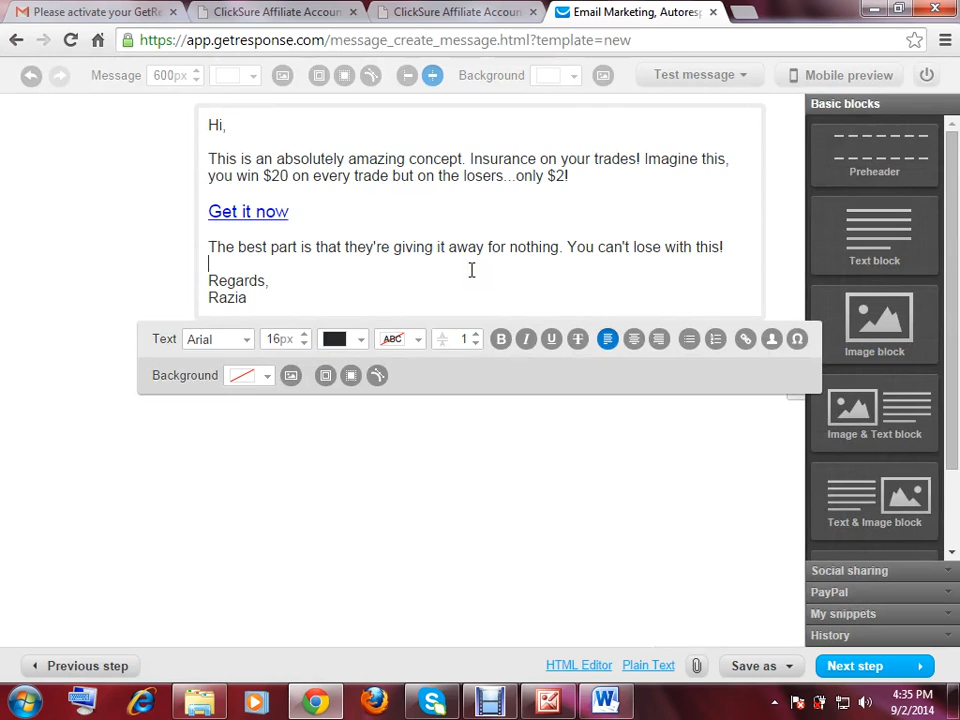 Please activate your GetRe
ClickSure Affiliate Accoun
ClickSure Affiliate Accoun
Email Marketing, Autoresp
https://app.getresponse.com/message_create_message.html?template=new
Message 600px
Background
Test message
Mobile preview
Hi,
This is an absolutely amazing concept. Insurance on your trades! Imagine this,
you win $20 on every trade but on the losers...only $2!
Get it now
The best part is that they're giving it away for nothing. You can't lose with this!
Regards,
Razia
Text Arial 16px ABC 1 B I U T Ω
Background
Basic blocks
Preheader
Text block
Image block
Image & Text block
Text & Image block
Social sharing
PayPal
My snippets
History
Previous step
HTML Editor Plain Text
Save as
Next step
4:35 PM
9/2/2014